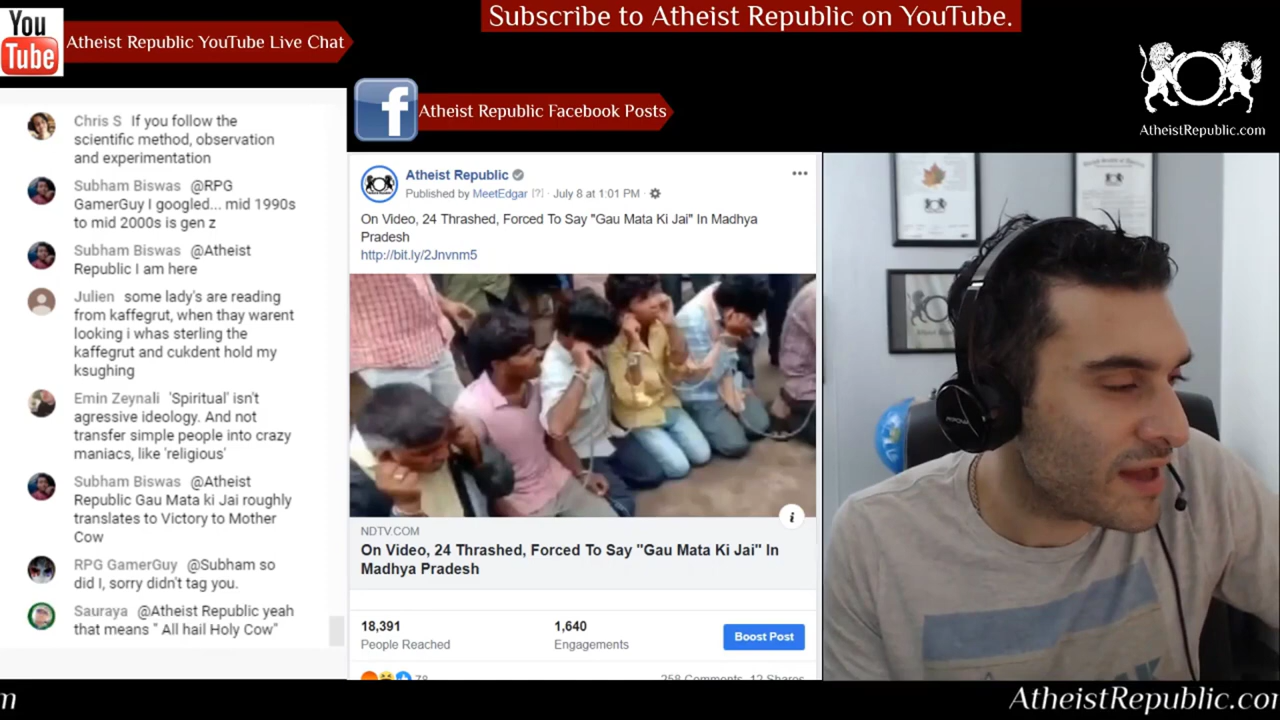 Subscribe to Atheist Republic on YouTube.
You
Tube
Atheist Republic YouTube Live Chat
AtheistRepublic.com
f
Atheist Republic Facebook Posts
Chris S If you follow the
scientific method, observation
and experimentation
Subham Biswas @RPG
GamerGuy I googled... mid 1990s
to mid 2000s is gen z
Subham Biswas @Atheist
Republic I am here
Julien some lady's are reading
from kaffegrut, when thay warent
looking i whas sterling the
kaffegrut and cukdent hold my
ksughing
Emin Zeynali 'Spiritual' isn't
agressive ideology. And not
transfer simple people into crazy
maniacs, like 'religious'
Subham Biswas @Atheist
Republic Gau Mata ki Jai roughly
translates to Victory to Mother
Cow
RPG GamerGuy @Subham so
did I, sorry didn't tag you.
Sauraya @Atheist Republic yeah
that means " All hail Holy Cow"
Atheist Republic
Published by MeetEdgar [?] · July 8 at 1:01 PM ·
On Video, 24 Thrashed, Forced To Say "Gau Mata Ki Jai" In Madhya
Pradesh
http://bit.ly/2Jnvnm5
i
NDTV.COM
On Video, 24 Thrashed, Forced To Say "Gau Mata Ki Jai" In
Madhya Pradesh
18,391
People Reached
1,640
Engagements
Boost Post
78
258 Comments 12 Shares
m
AtheistRepublic.co